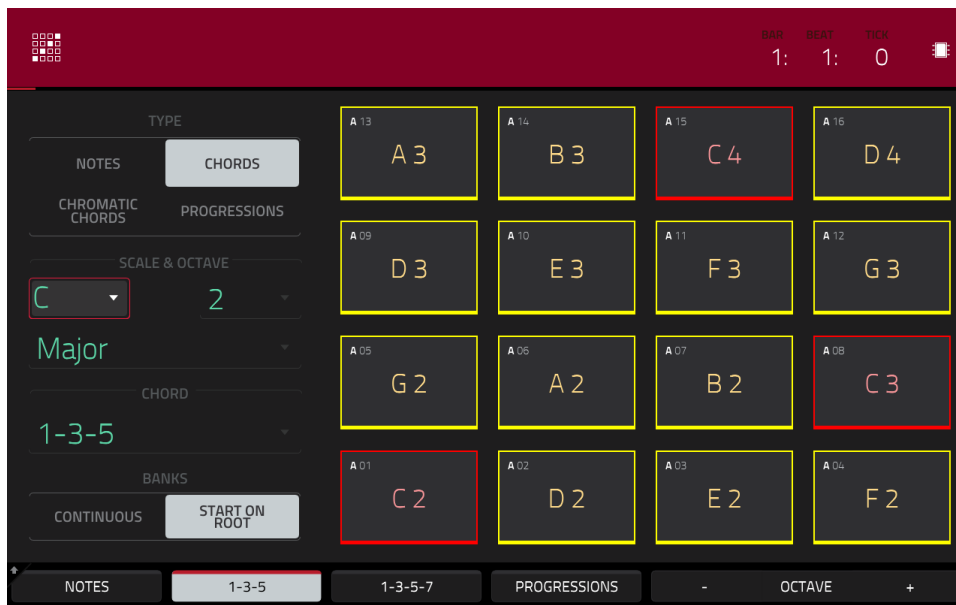 BAR BEAT TICK
1: 1: 0
TYPE
NOTES CHORDS
CHROMATIC
CHORDS
PROGRESSIONS
SCALE & OCTAVE
C 2
Major
CHORD
1-3-5
BANKS
CONTINUOUS
START ON
ROOT
A 13
A 3
A 14
B 3
A 15
C 4
A 16
D 4
A 09
D 3
A 10
E 3
A 11
F 3
A 12
G 3
A 05
G 2
A 06
A 2
A 07
B 2
A 08
C 3
A 01
C 2
A 02
D 2
A 03
E 2
A 04
F 2
NOTES 1-3-5 1-3-5-7 PROGRESSIONS - OCTAVE +